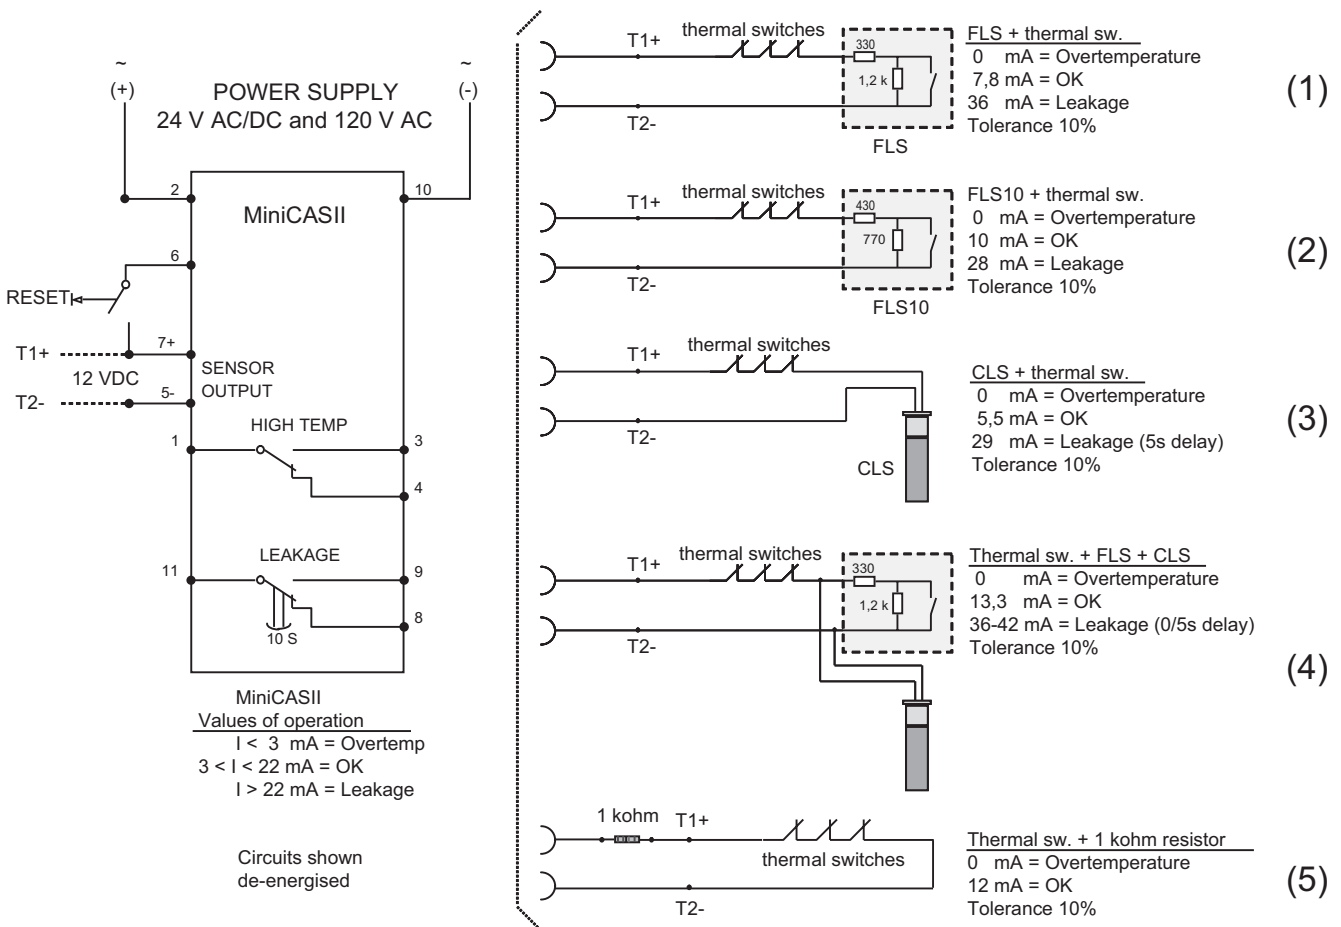 ~
(+)
POWER SUPPLY
24 V AC/DC and 120 V AC
~
(-)
2
10
MiniCASII
6
RESET
T1+
7+
12 VDC
SENSOR
OUTPUT
T2-
5-
HIGH TEMP
1
3
4
LEAKAGE
11
9
8
10 S
MiniCASII
Values of operation
I < 3 mA = Overtemp
3 < I < 22 mA = OK
I > 22 mA = Leakage
Circuits shown
de-energised
T1+
thermal switches
330
1,2 k
T2-
FLS
FLS + thermal sw.
0 mA = Overtemperature
7,8 mA = OK
36 mA = Leakage
Tolerance 10%
(1)
T1+
thermal switches
430
770
T2-
FLS10
FLS10 + thermal sw.
0 mA = Overtemperature
10 mA = OK
28 mA = Leakage
Tolerance 10%
(2)
T1+
thermal switches
T2-
CLS
CLS + thermal sw.
0 mA = Overtemperature
5,5 mA = OK
29 mA = Leakage (5s delay)
Tolerance 10%
(3)
T1+
thermal switches
330
1,2 k
T2-
Thermal sw. + FLS + CLS
0 mA = Overtemperature
13,3 mA = OK
36-42 mA = Leakage (0/5s delay)
Tolerance 10%
(4)
1 kohm
T1+
thermal switches
T2-
Thermal sw. + 1 kohm resistor
0 mA = Overtemperature
12 mA = OK
Tolerance 10%
(5)